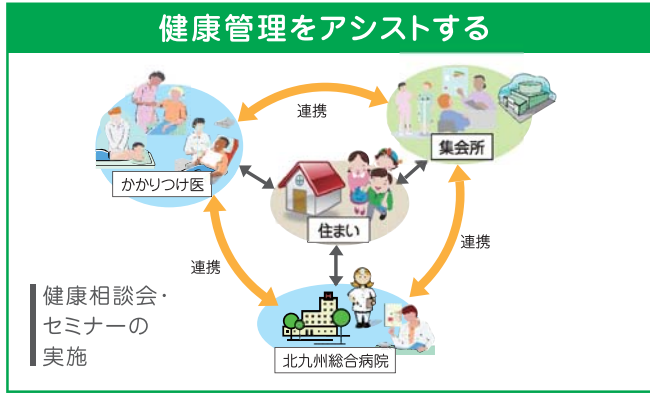 健康管理をアシストする
連携
かかりつけ医
集会所
住まい
連携
連携
健康相談会・
セミナーの
実施
北九州総合病院